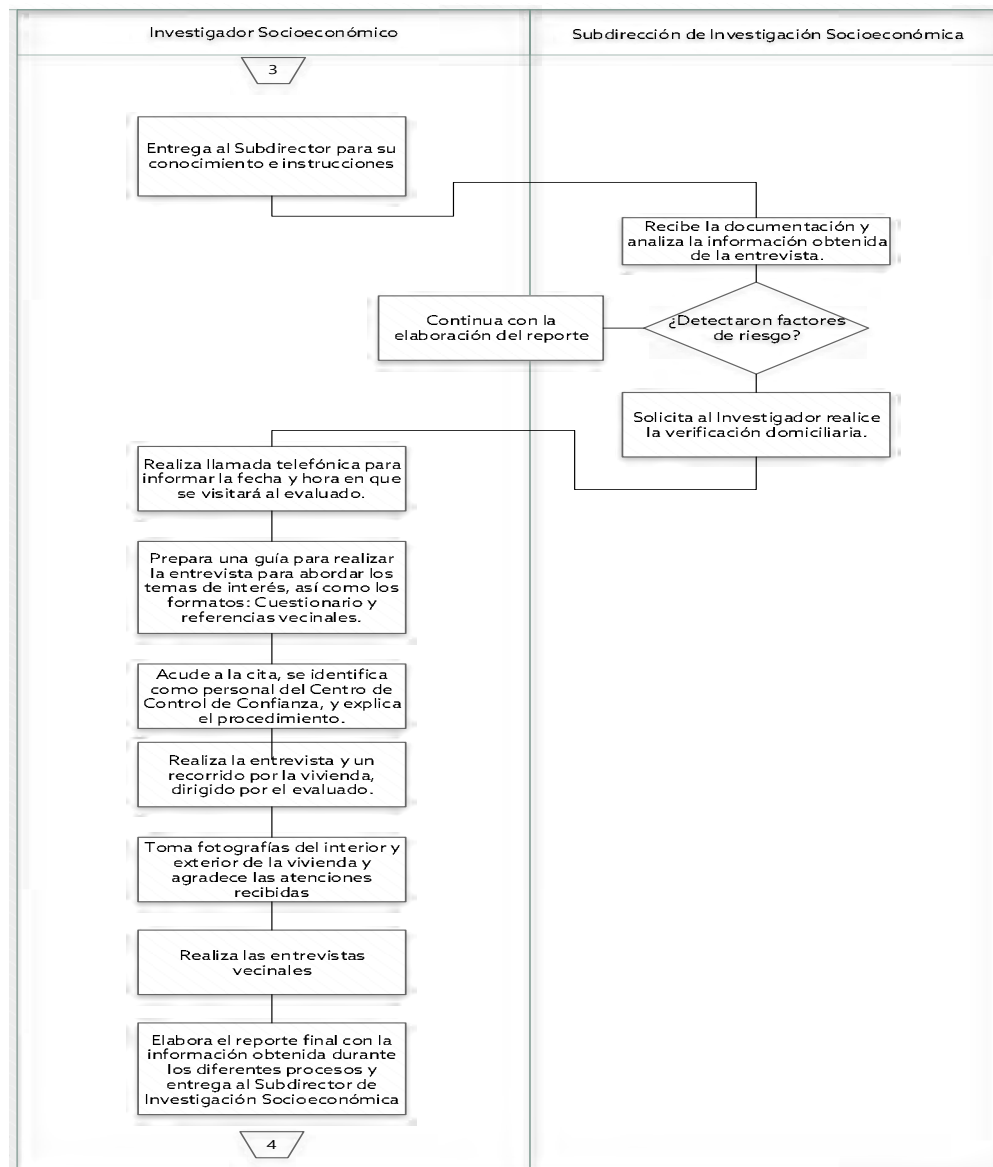 Investigador Socioeconómico
Subdirección de Investigación Socioeconómica
3
Entrega al Subdirector para su
conocimiento e instrucciones
Recibe la documentación y
analiza la información obtenida
de la entrevista.
¿Detectaron factores
de riesgo?
Continua con la
elaboración del reporte
Solicita al Investigador realice
la verificación domiciliaria.
Realiza llamada telefónica para
informar la fecha y hora en que
se visitará al evaluado.
Prepara una guía para realizar
la entrevista para abordar los
temas de interés, así como los
formatos: Cuestionario y
referencias vecinales.
Acude a la cita, se identifica
como personal del Centro de
Control de Confianza, y explica
el procedimiento.
Realiza la entrevista y un
recorrido por la vivienda,
dirigido por el evaluado.
Toma fotografías del interior y
exterior de la vivienda y
agradece las atenciones
recibidas
Realiza las entrevistas
vecinales
Elabora el reporte final con la
información obtenida durante
los diferentes procesos y
entrega al Subdirector de
Investigación Socioeconómica
4